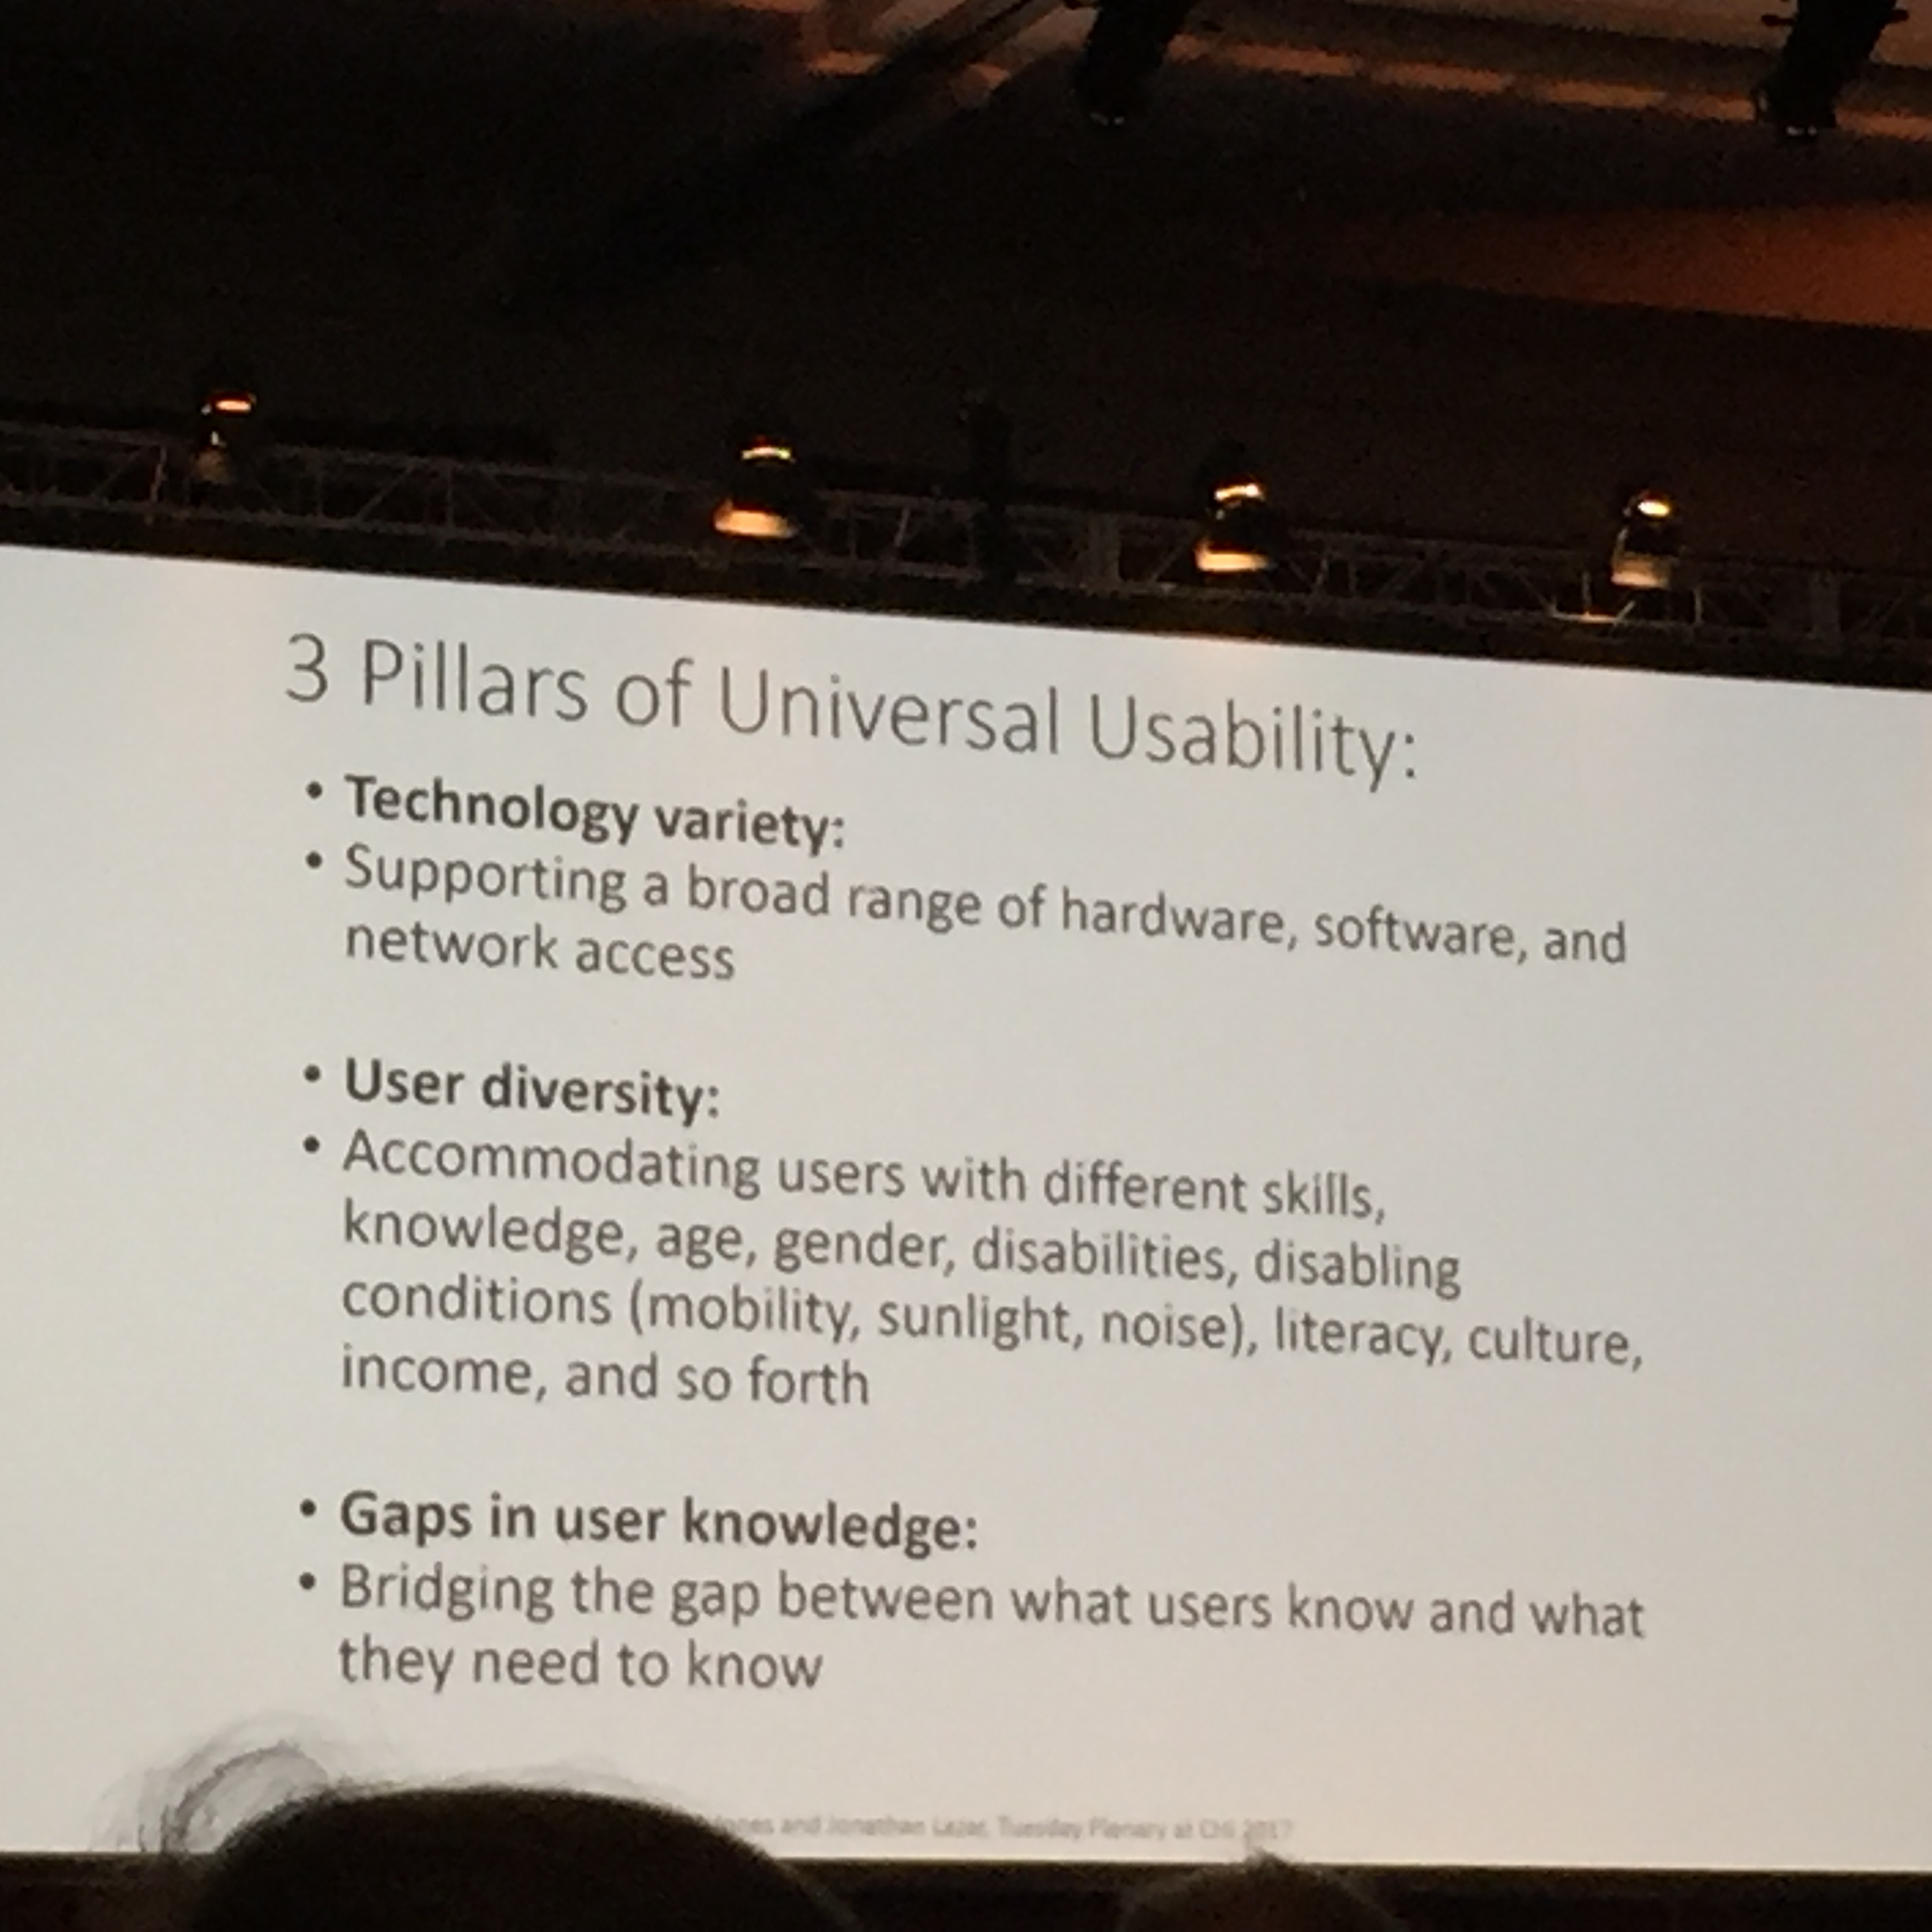 3 Pillars of Universal Usability:
• Technology variety:
• Supporting a broad range of hardware, software, and
network access
• User diversity:
• Accommodating users with different skills,
knowledge, age, gender, disabilities, disabling
conditions (mobility, sunlight, noise), literacy, culture,
income, and so forth
• Gaps in user knowledge:
• Bridging the gap between what users know and what
they need to know
and Jonathan Lazar, Tuesday Plenary at CHI 2017